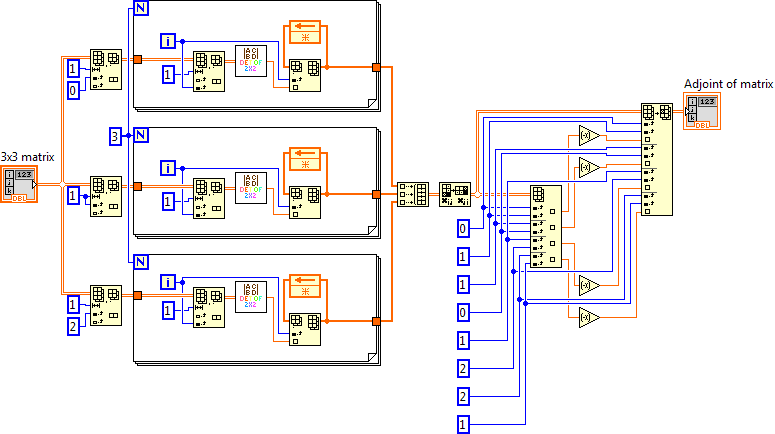 N
i
|A C|
|B D|
DE OF
2X2
1
1
0
3
N
3x3 matrix
i
j
k
123
DBL
i
|A C|
|B D|
DE OF
2X2
1
1
N
i
|A C|
|B D|
DE OF
2X2
1
1
2
Adjoint of matrix
i
j
k
123
DBL
0
1
1
0
1
2
2
1